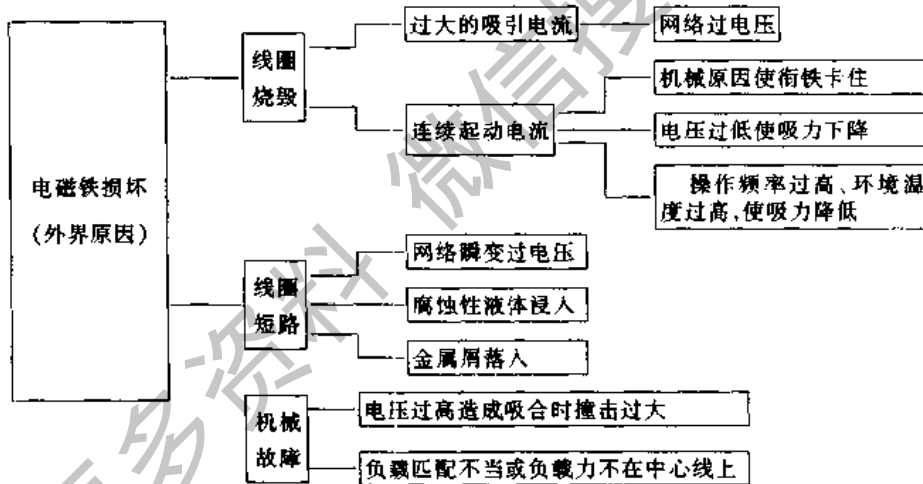 电磁铁损坏
(外界原因)
线圈
烧毁
过大的吸引电流
网络过电压
连续起动电流
机械原因使衔铁卡住
电压过低使吸力下降
操作频率过高、环境温
度过高,使吸力降低
线圈
短路
网络瞬变过电压
腐蚀性液体浸入
金属屑落入
机械
故障
电压过高造成吸合时撞击过大
负载匹配不当或负载力不在中心线上
多资料 微信搜